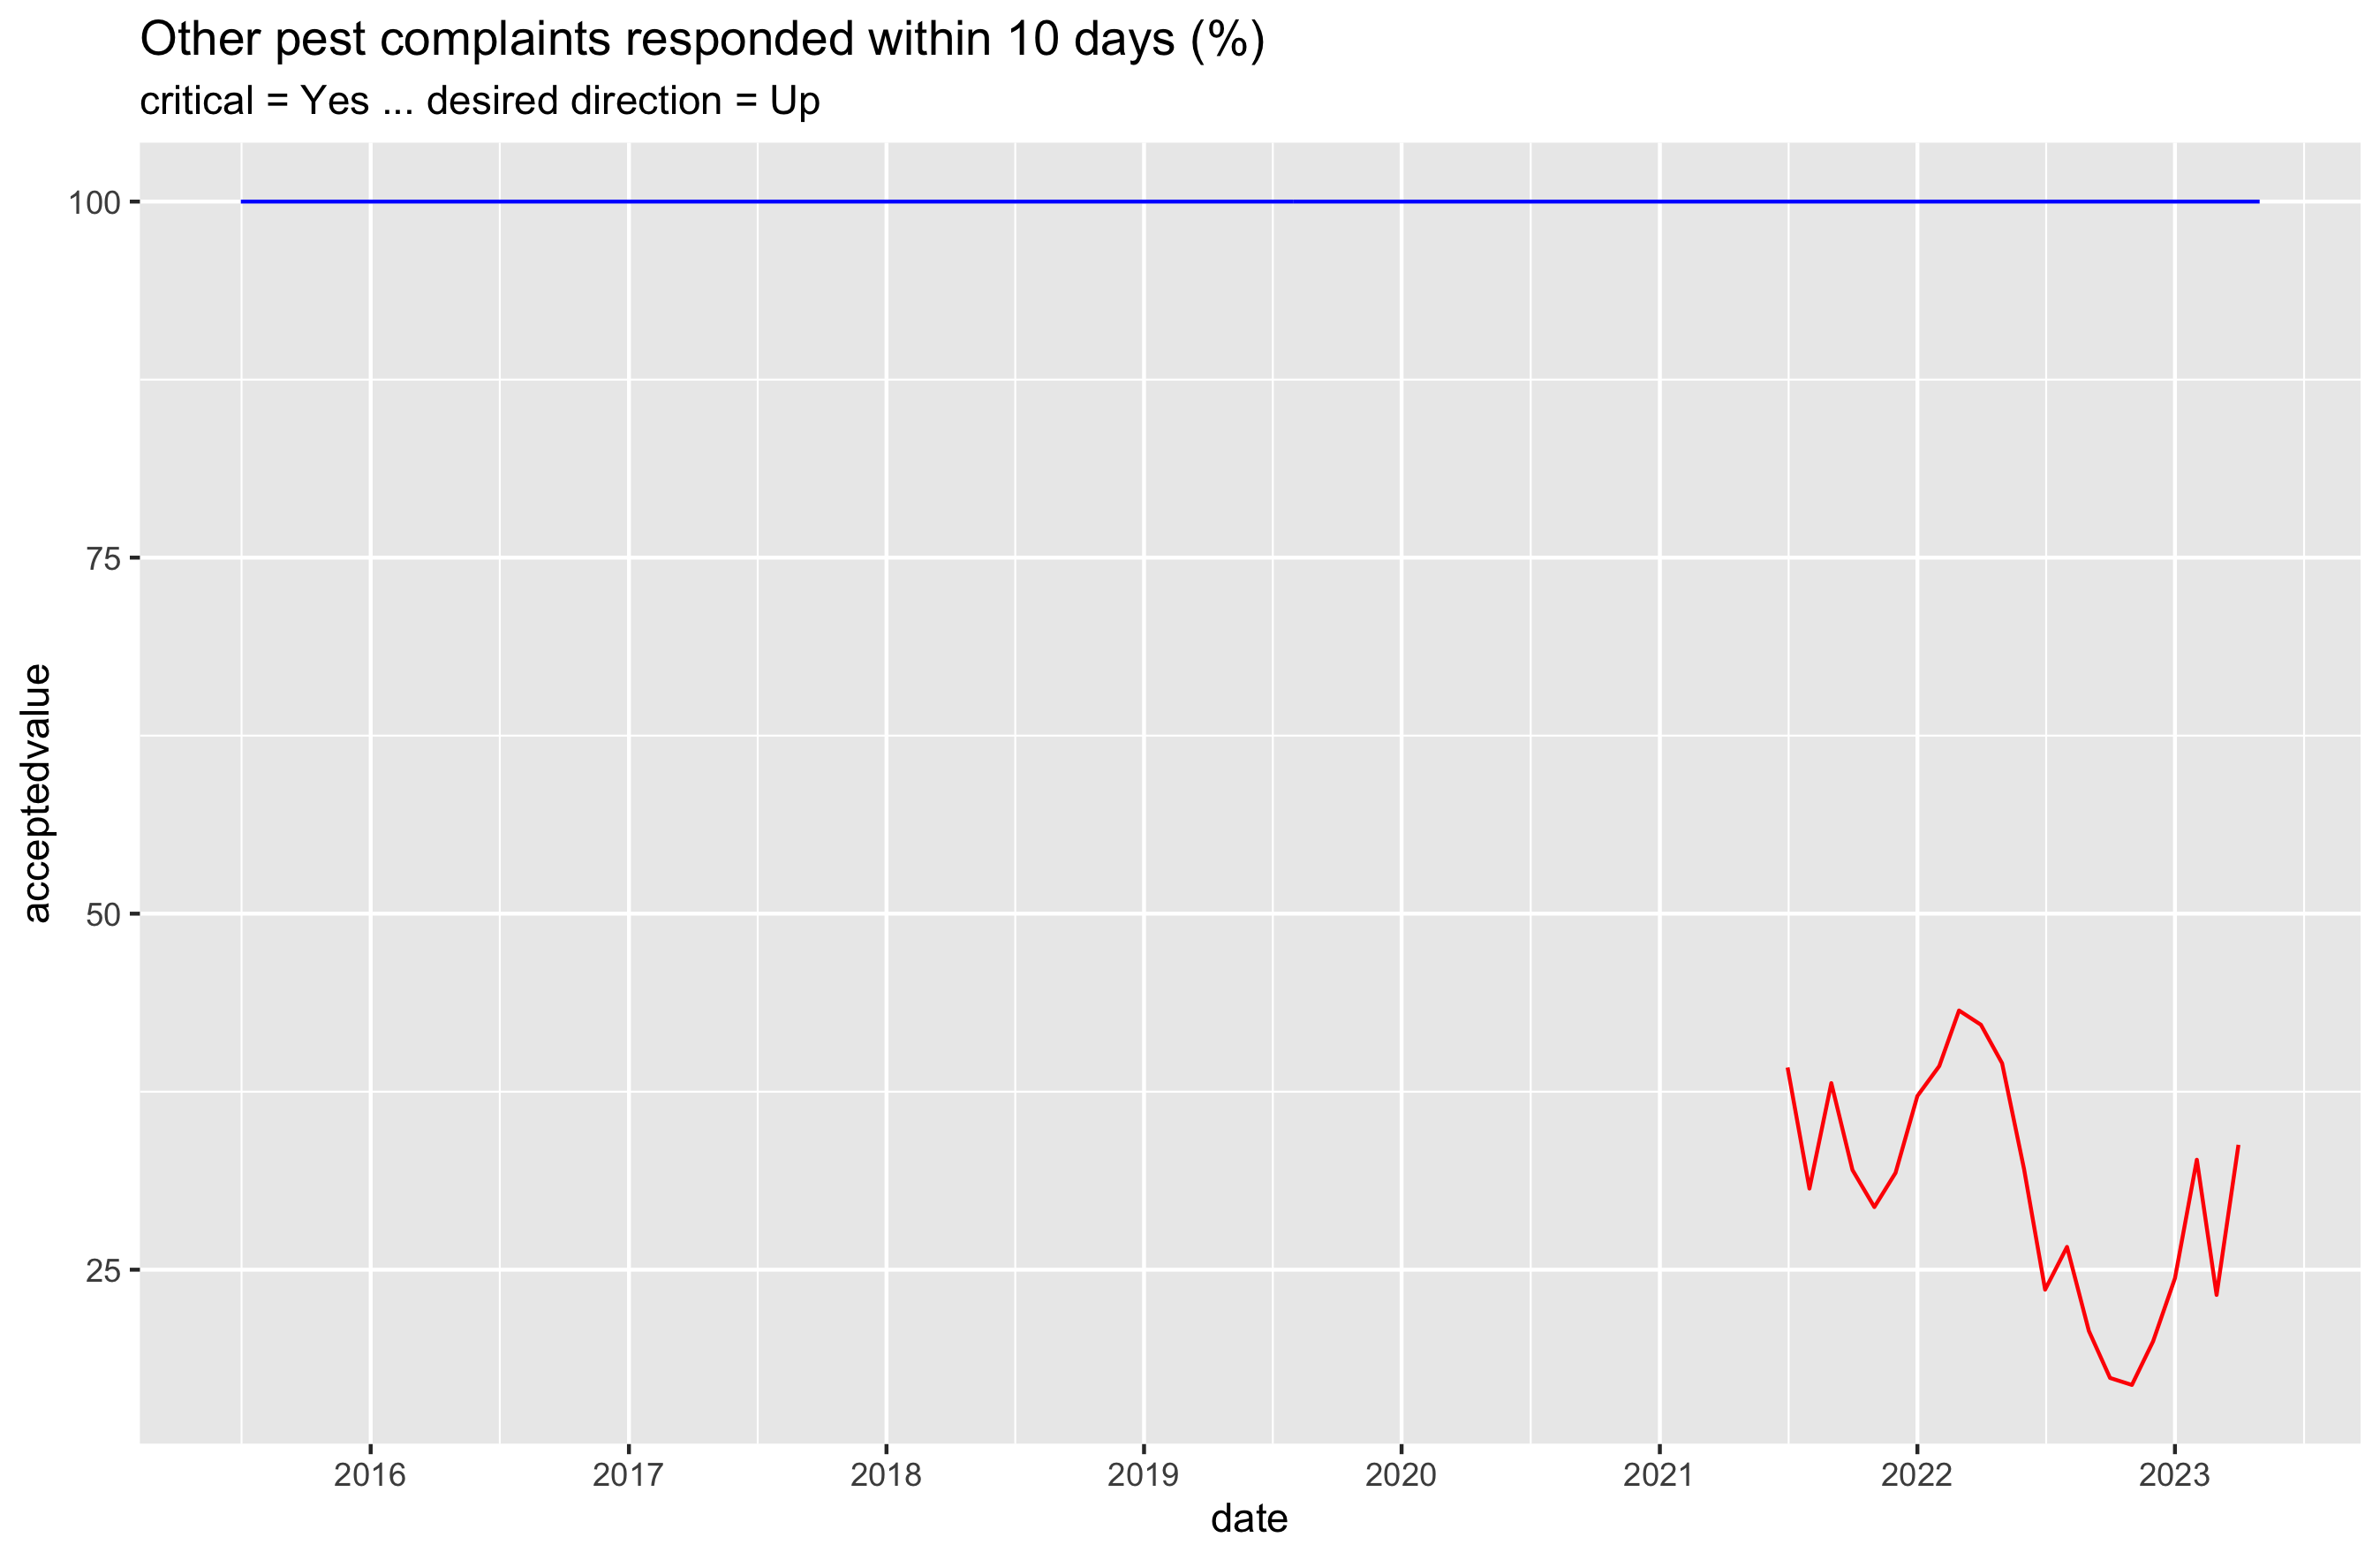 Other pest complaints responded within 10 days (%)
critical = Yes ... desired direction = Up
100
75
50
25
acceptedvalue
2016 2017 2018 2019 2020 2021 2022 2023
date